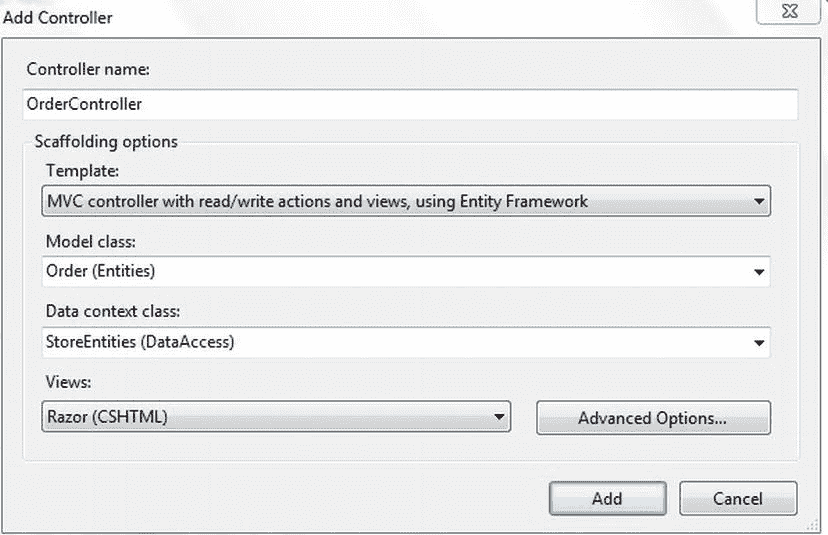 Add Controller
Controller name:
OrderController
Scaffolding options
Template:
MVC controller with read/write actions and views, using Entity Framework
Model class:
Order (Entities)
Data context class:
StoreEntities (DataAccess)
Views:
Razor (CSHTML)
Advanced Options...
Add
Cancel